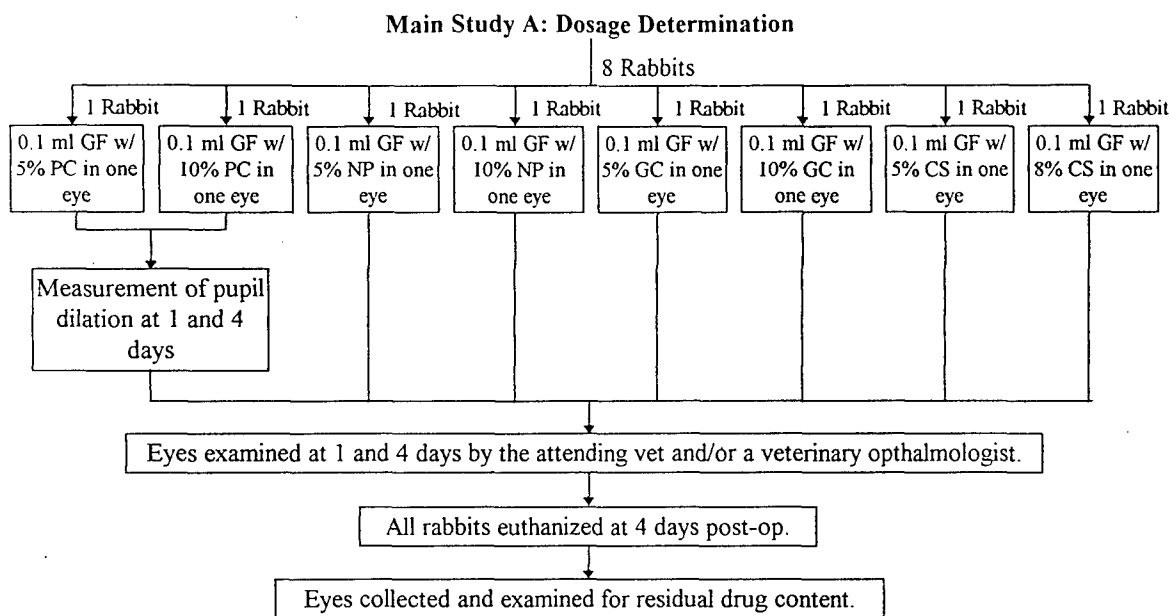 Main Study A: Dosage Determination
8 Rabbits
1 Rabbit
1 Rabbit
1 Rabbit
1 Rabbit
1 Rabbit
1 Rabbit
1 Rabbit
1 Rabbit
0.1 ml GF w/
5% PC in one
eye
0.1 ml GF w/
10% PC in
one eye
0.1 ml GF w/
5% NP in one
eye
0.1 ml GF w/
10% NP in
one eye
0.1 ml GF w/
5% GC in one
eye
0.1 ml GF w/
10% GC in
one eye
0.1 ml GF w/
5% CS in one
eye
0.1 ml GF w/
8% CS in one
eye
Measurement of pupil
dilation at 1 and 4
days
Eyes examined at 1 and 4 days by the attending vet and/or a veterinary opthalmologist.
All rabbits euthanized at 4 days post-op.
Eyes collected and examined for residual drug content.